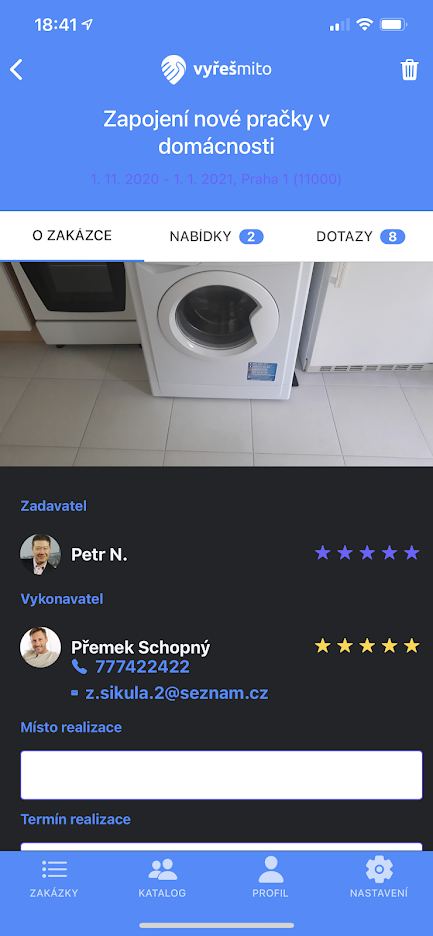 18:41
vyřešmito
Zapojení nové pračky v
domácnosti
1. 11. 2020 - 1. 1. 2021, Praha 1 (11000)
O ZAKÁZCE
NABÍDKY 2
DOTAZY 8
Zadavatel
Petr N.
Vykonavatel
Přemek Schopný
777422422
z.sikula.2@seznam.cz
Místo realizace
Termín realizace
ZAKÁZKY
KATALOG
PROFIL
NASTAVENÍ